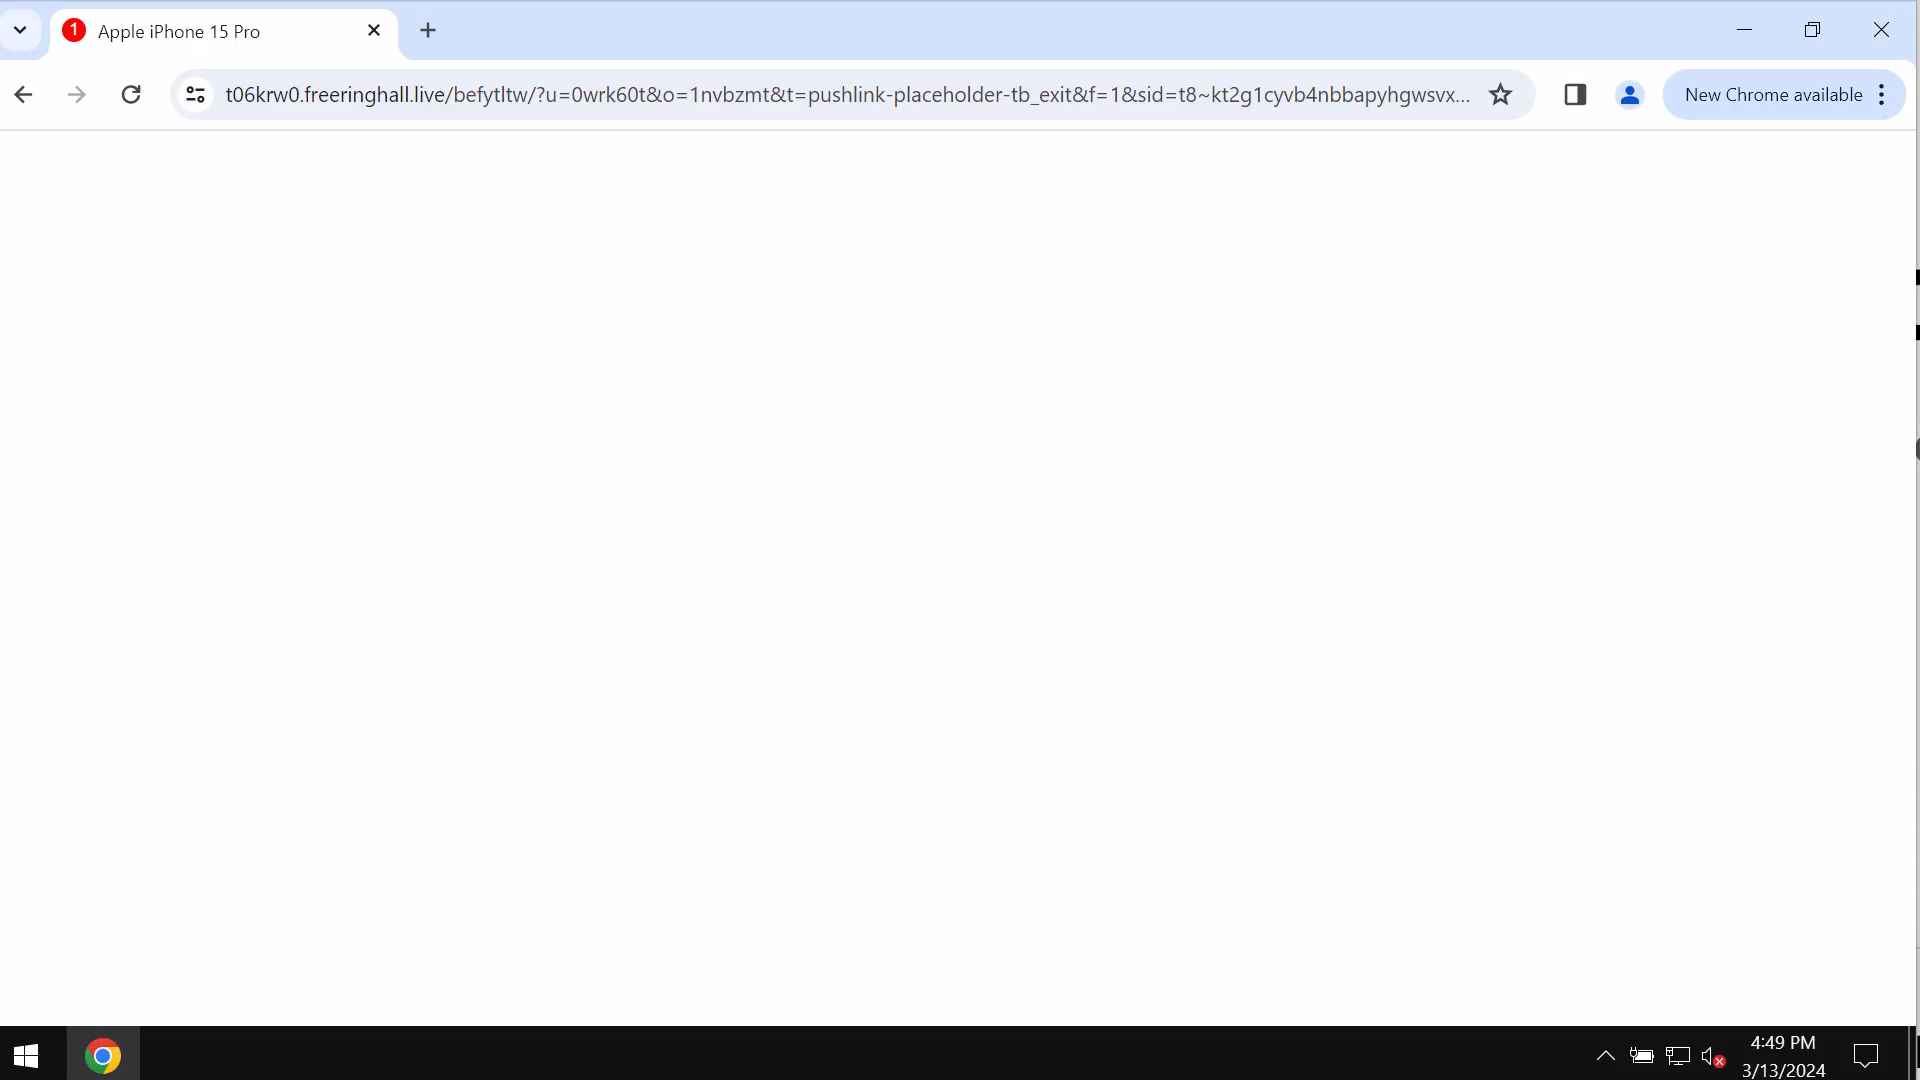 1 Apple iPhone 15 Pro
t06krw0.freeringhall.live/befytltw/?u=0wrk60t&o=1nvbzmt&t=pushlink-placeholder-tb_exit&f=1&sid=t8~kt2g1cyvb4nbbapyhgwsvx... New Chrome available
4:49 PM
3/13/2024